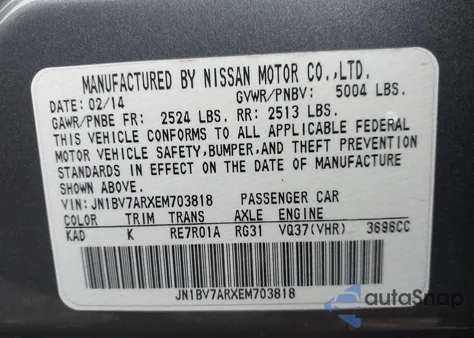 MANUFACTURED BY NISSAN MOTOR CO.,LTD.
DATE: 02/14 GVWR/PNBV: 5004 LBS.
GAWR/PNBE FR: 2524 LBS. RR: 2513 LBS.
THIS VEHICLE CONFORMS TO ALL APPLICABLE FEDERAL
MOTOR VEHICLE SAFETY,BUMPER,AND THEFT PREVENTION
STANDARDS IN EFFECT ON THE DATE OF MANUFACTURE
SHOWN ABOVE.
VIN: JN1BV7ARXEM703818 PASSENGER CAR
COLOR TRIM TRANS AXLE ENGINE
KAD K RE7R01A RG31 VQ37(VHR) 3696CC
JN1BV7ARXEM703818
autoSnap